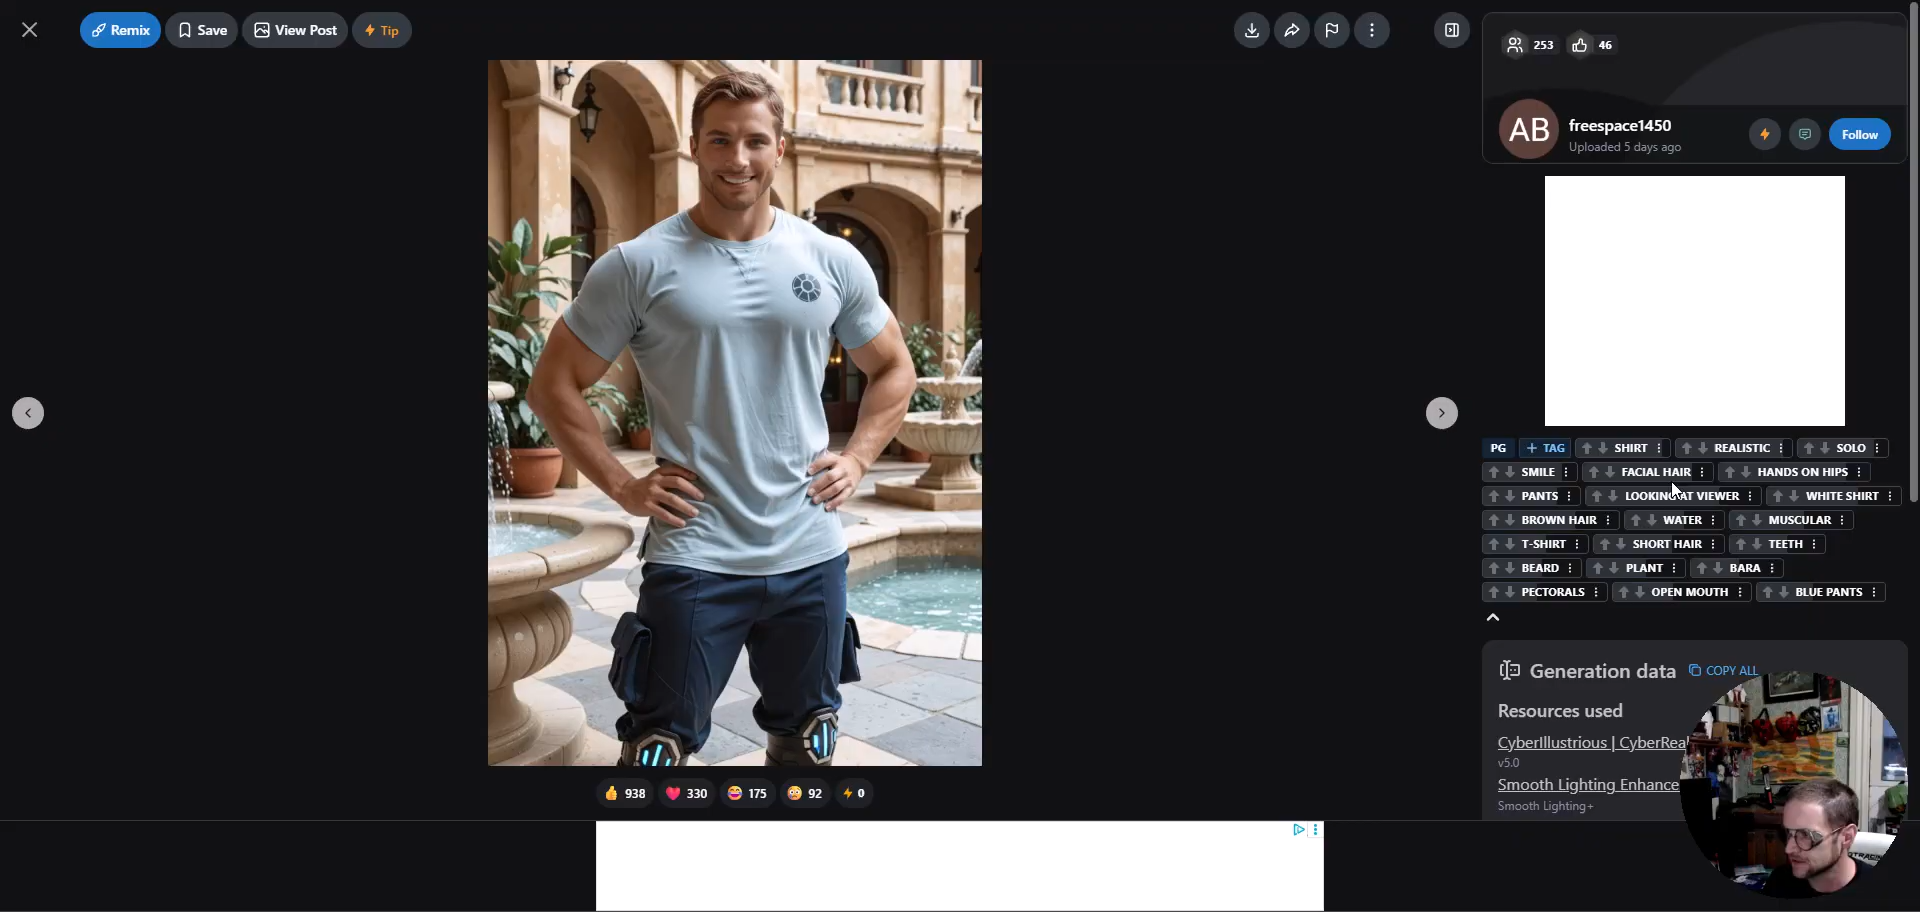 Remix Save View Post Tip
253 46
AB freespace1450 Follow
Uploaded 5 days ago
PG + TAG SHIRT REALISTIC SOLO
SMILE FACIAL HAIR HANDS ON HIPS
PANTS LOOKING AT VIEWER WHITE SHIRT
BROWN HAIR WATER MUSCULAR
T-SHIRT SHORT HAIR TEETH
BEARD PLANT BARA
PECTORALS OPEN MOUTH BLUE PANTS
Generation data COPY ALL
Resources used
CyberIllustrious | CyberRea
v5.0
Smooth Lighting Enhance
Smooth Lighting+
938 330 175 92 0